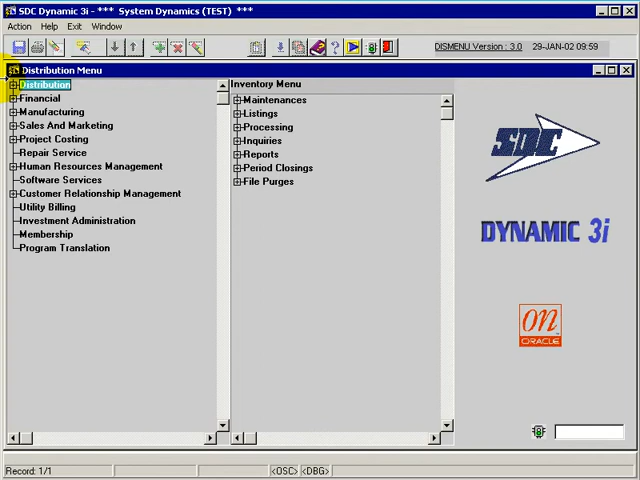 SDC Dynamic 3i - *** System Dynamics (TEST) ***
Action Help Exit Window
DISMENU Version : 3.0 29-JAN-02 09:59
Distribution Menu
Distribution
Financial
Manufacturing
Sales And Marketing
Project Costing
Repair Service
Human Resources Management
Software Services
Customer Relationship Management
Utility Billing
Investment Administration
Membership
Program Translation
Inventory Menu
Maintenances
Listings
Processing
Inquiries
Reports
Period Closings
File Purges
SDC
DYNAMIC 3i
on
ORACLE
Record: 1/1 <OSC> <DBG>